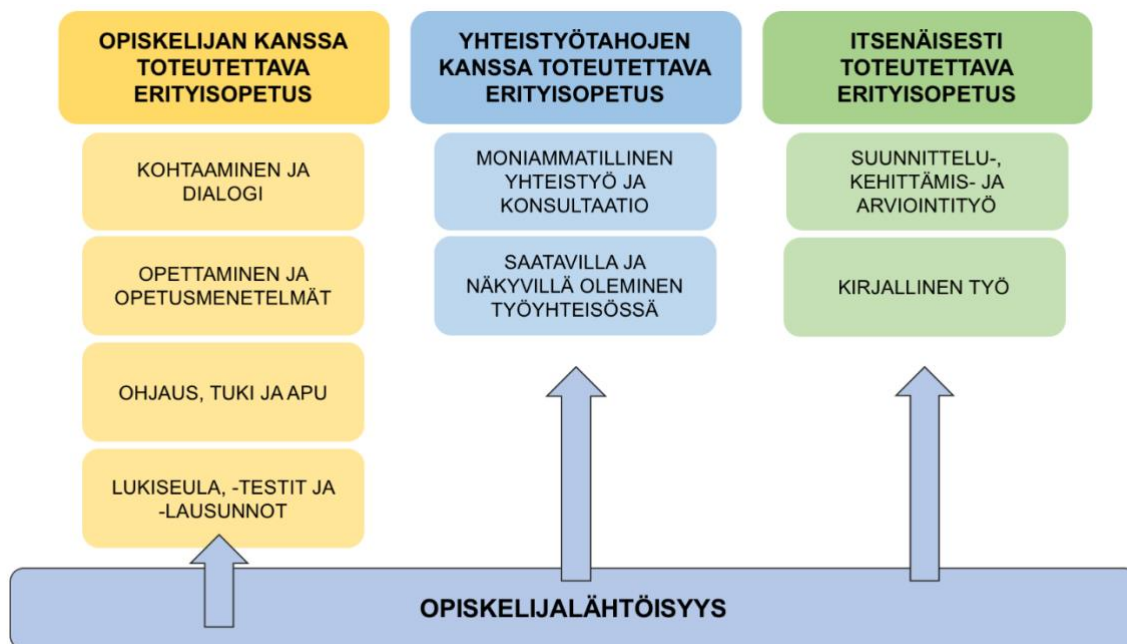 OPISKELIJAN KANSSA
TOTEUTETTAVA
ERITYISOPETUS
KOHTAAMINEN JA
DIALOGI
OPETTAMINEN JA
OPETUSMENETELMÄT
OHJAUS, TUKI JA APU
LUKISEULA, -TESTIT JA
-LAUSUNNOT
YHTEISTYÖTAHOJEN
KANSSA TOTEUTETTAVA
ERITYISOPETUS
MONIAMMATILLINEN
YHTEISTYÖ JA
KONSULTAATIO
SAATAVILLA JA
NÄKYVILLÄ OLEMINEN
TYÖYHTEISÖSSÄ
ITSENÄISESTI
TOTEUTETTAVA
ERITYISOPETUS
SUUNNITTELU-,
KEHITTÄMIS- JA
ARVIOINTITYÖ
KIRJALLINEN TYÖ
OPISKELIJALÄHTÖISYYS